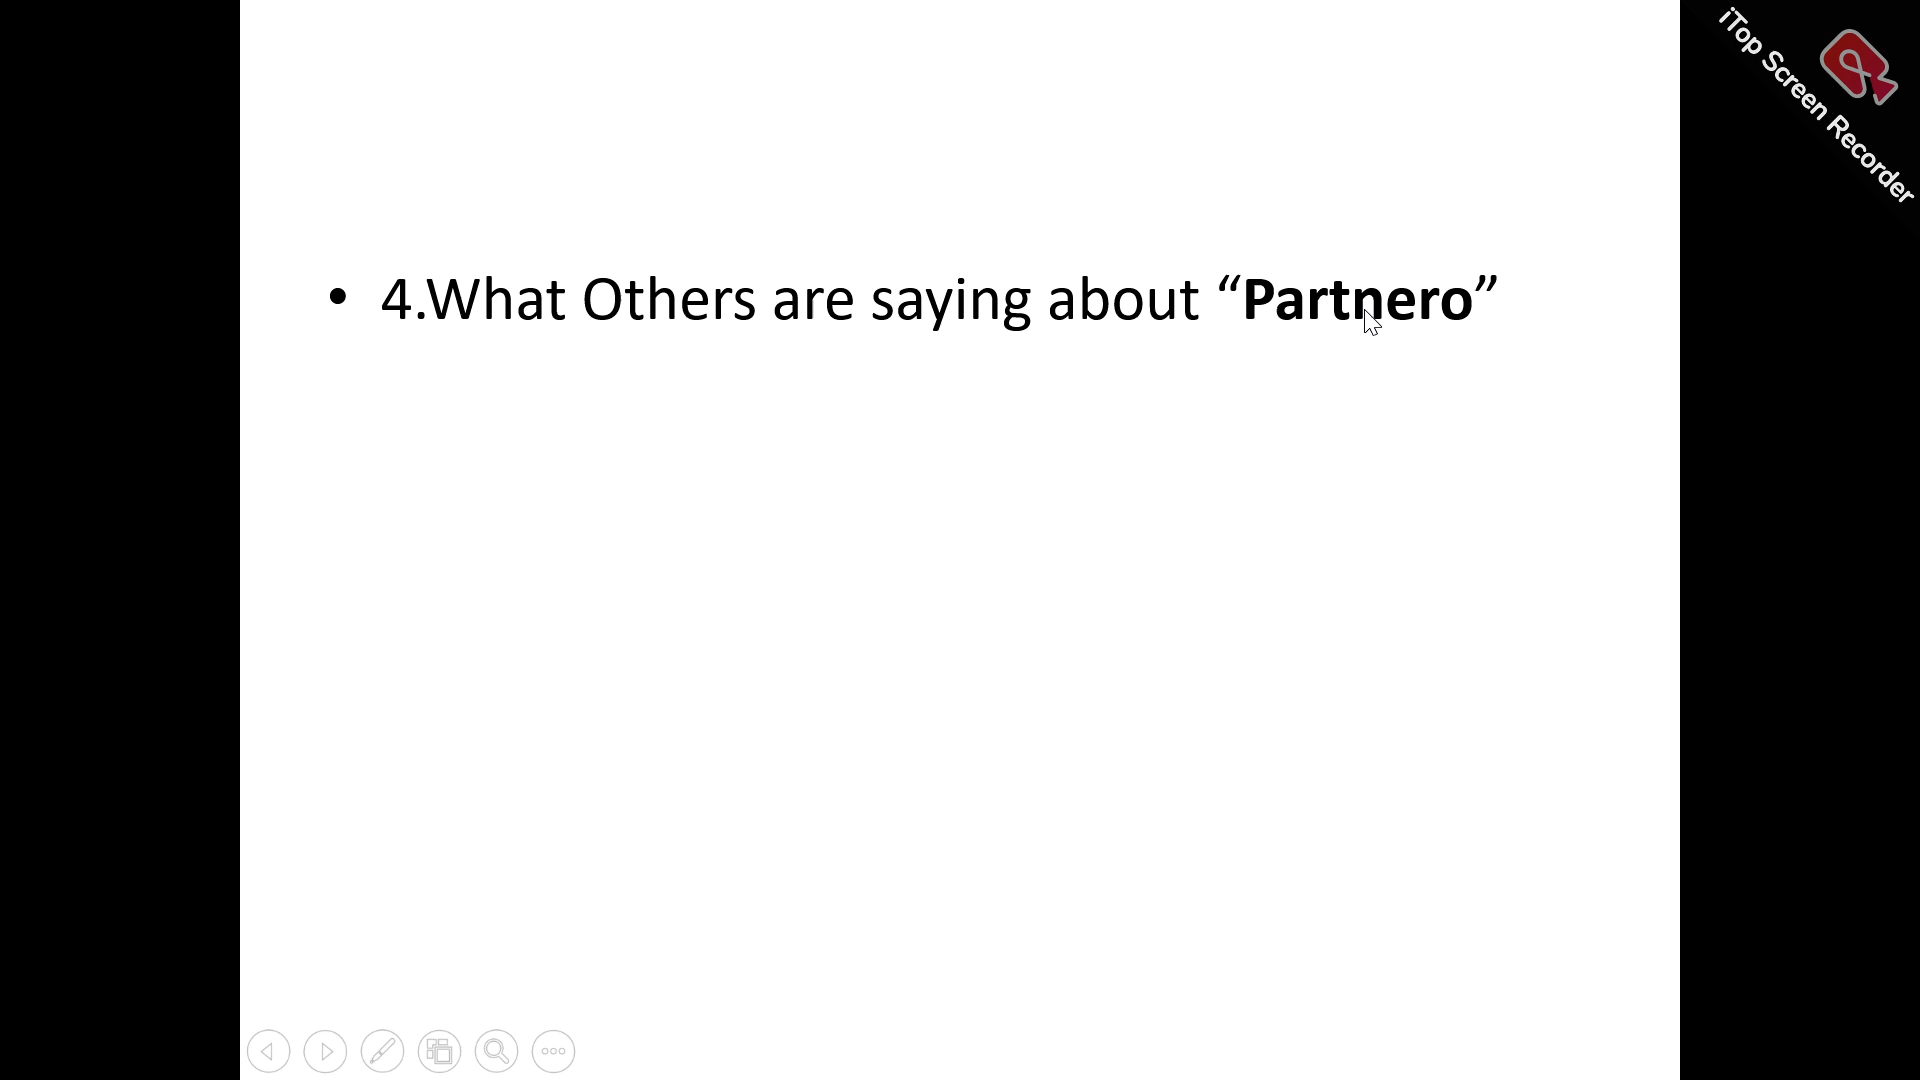 iTop Screen Recorder
• 4.What Others are saying about “Partnero”